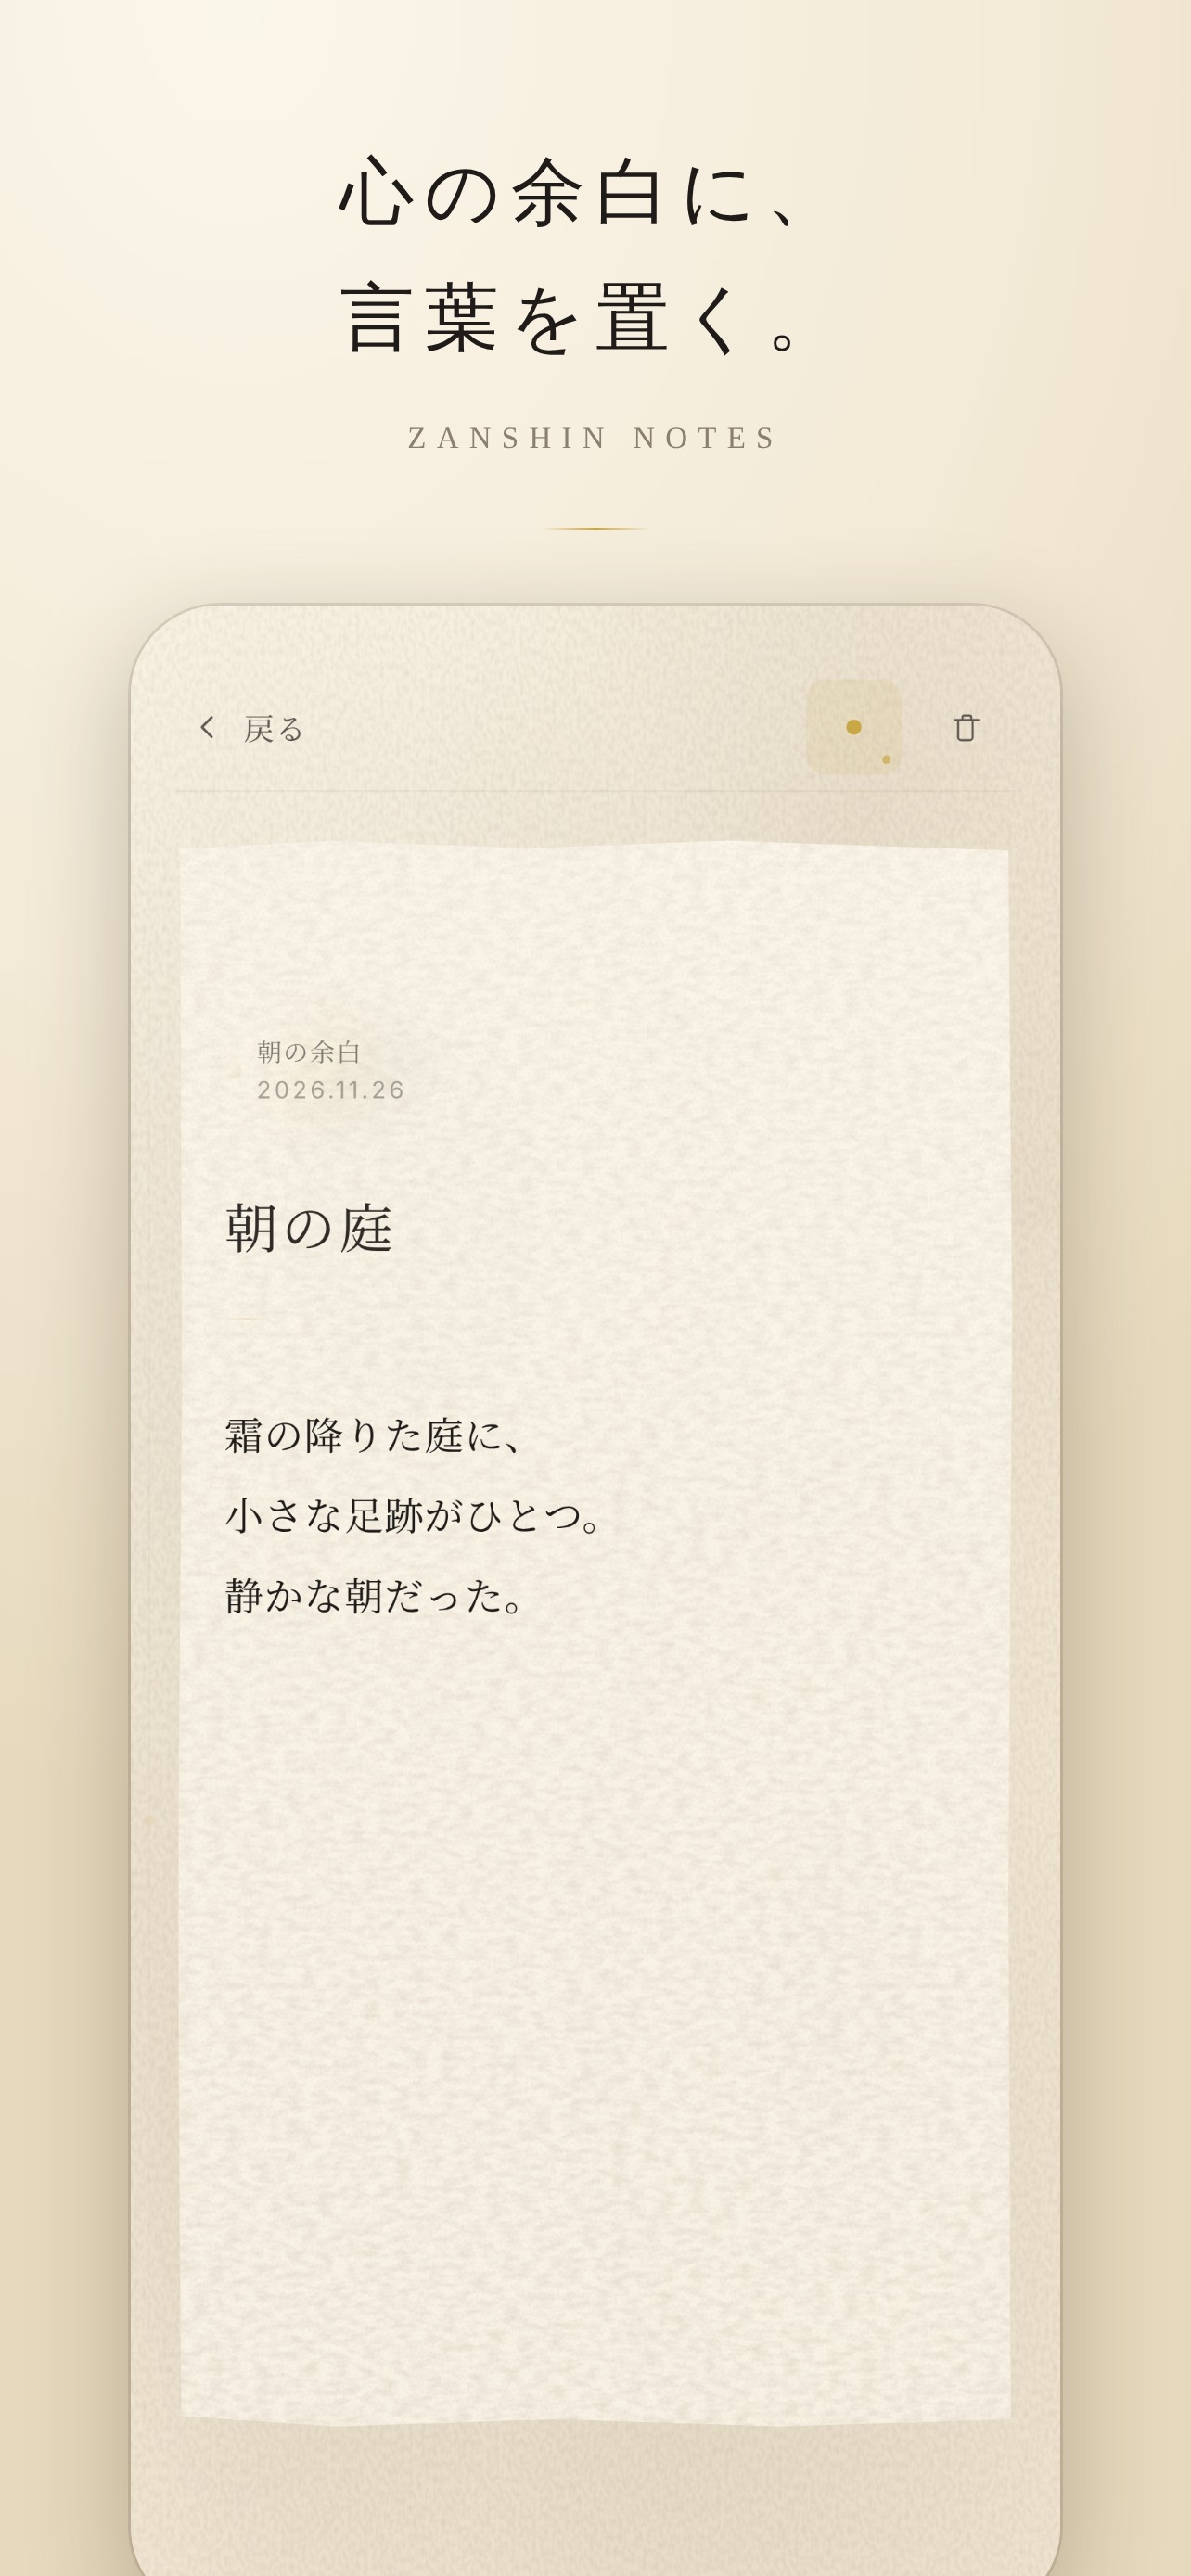 心の余白に、
言葉を置く。
ZANSHIN NOTES
戻る
朝の余白
2026.11.26
朝の庭
霜の降りた庭に、
小さな足跡がひとつ。
静かな朝だった。